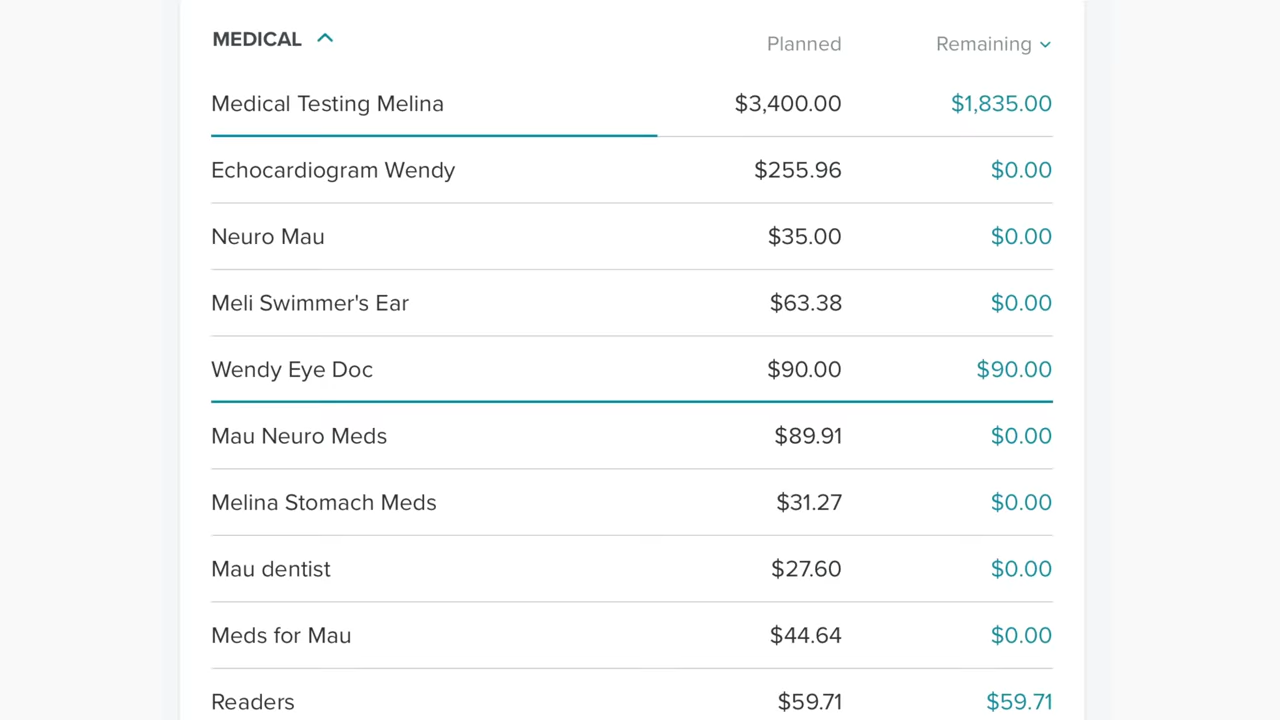 MEDICAL Planned Remaining
Medical Testing Melina $3,400.00 $1,835.00
Echocardiogram Wendy $255.96 $0.00
Neuro Mau $35.00 $0.00
Meli Swimmer's Ear $63.38 $0.00
Wendy Eye Doc $90.00 $90.00
Mau Neuro Meds $89.91 $0.00
Melina Stomach Meds $31.27 $0.00
Mau dentist $27.60 $0.00
Meds for Mau $44.64 $0.00
Readers $59.71 $59.71